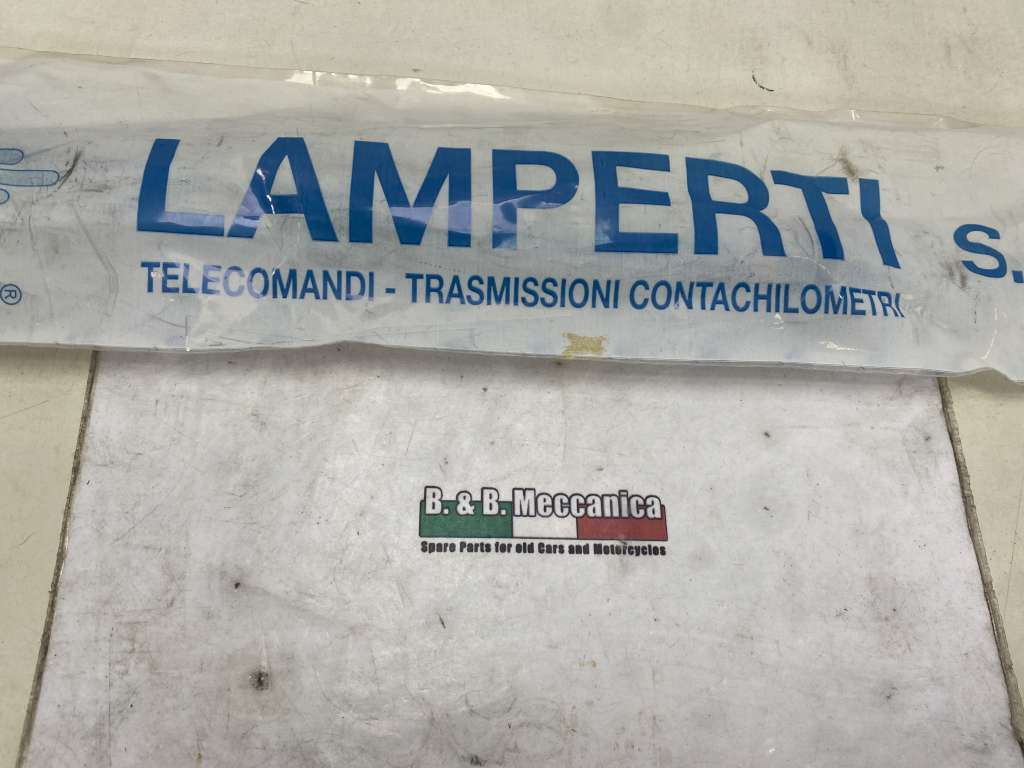 LAMPERTI S.
TELECOMANDI - TRASMISSIONI CONTACHILOMETRI
®
B. & B. Meccanica
Spare Parts for old Cars and Motorcycles